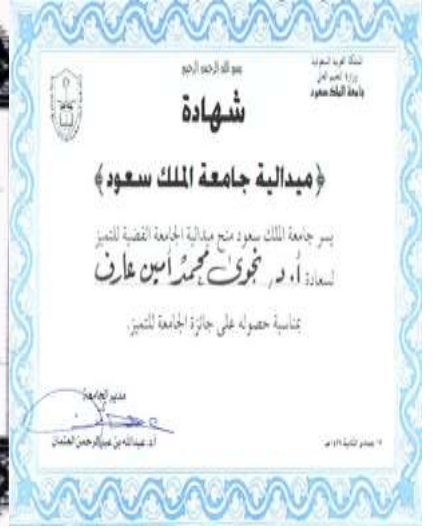 بسم الله الرحمن الرحيم
المملكة العربية السعودية
وزارة التعليم العالي
جامعة الملك سعود
شهادة
﴿ميدالية جامعة الملك سعود﴾
يسر جامعة الملك سعود منح ميدالية الجامعة الفضية للتميز
لسعادة أ.د. نجوى محمد أمين عارف
بمناسبة حصوله على جائزة الجامعة للتميز.
مدير الجامعة
أ.د. عبدالله بن عبدالرحمن العثمان